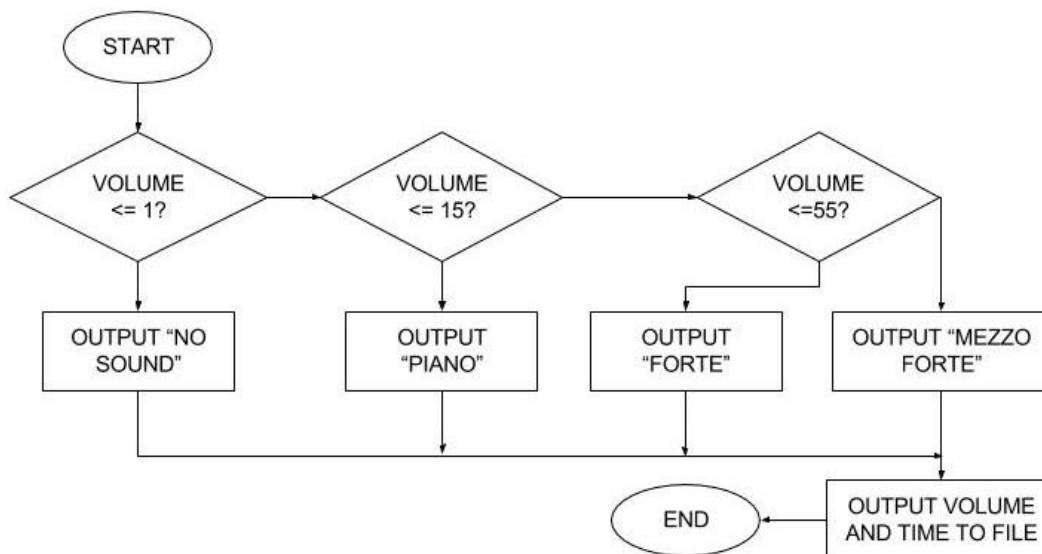 START
VOLUME
<= 1?
VOLUME
<= 15?
VOLUME
<=55?
OUTPUT “NO
SOUND”
OUTPUT
“PIANO”
OUTPUT
“FORTE”
OUTPUT “MEZZO
FORTE”
END
OUTPUT VOLUME
AND TIME TO FILE